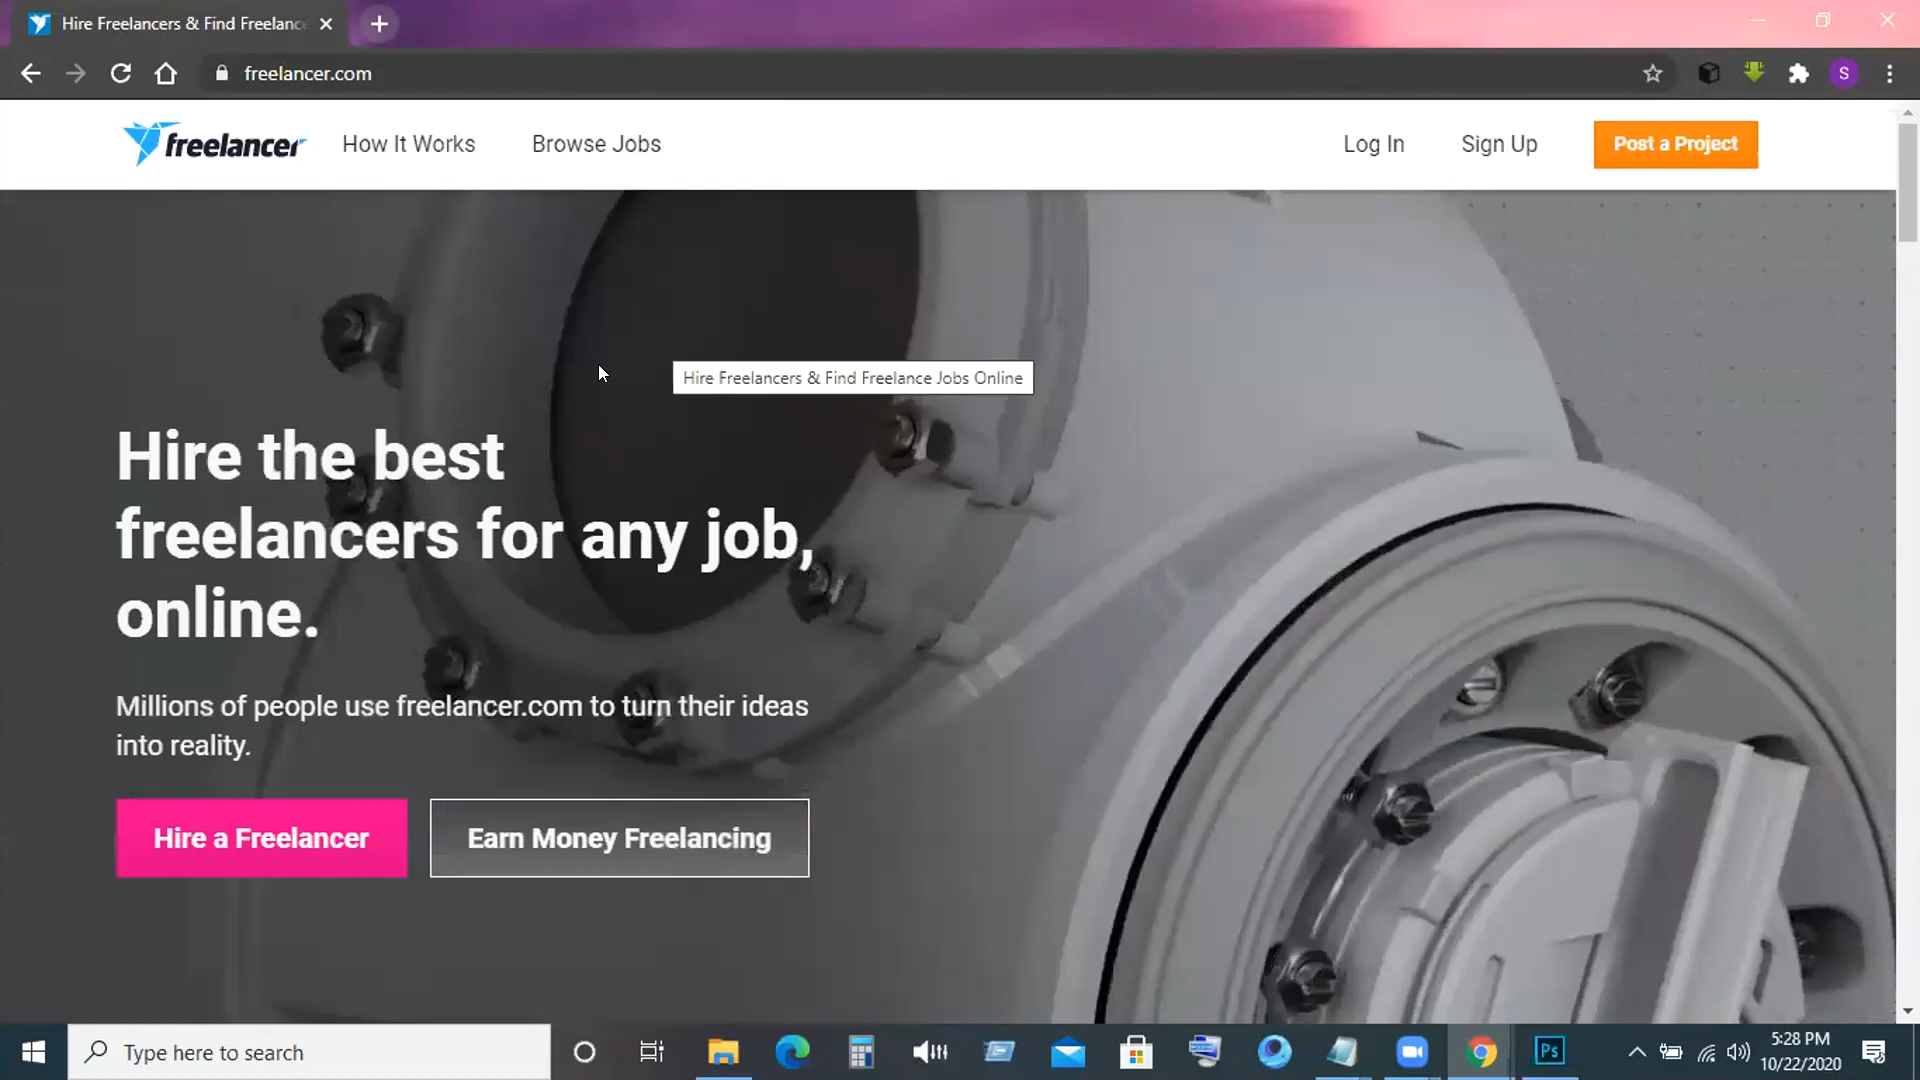 Hire Freelancers & Find Freelanc
S
freelancer.com
freelancer
How It Works
Browse Jobs
Log In
Sign Up
Post a Project
Hire Freelancers & Find Freelance Jobs Online
Hire the best
freelancers for any job,
online.
Millions of people use freelancer.com to turn their ideas
into reality.
Hire a Freelancer
Earn Money Freelancing
Type here to search
Ps
5:28 PM
10/22/2020